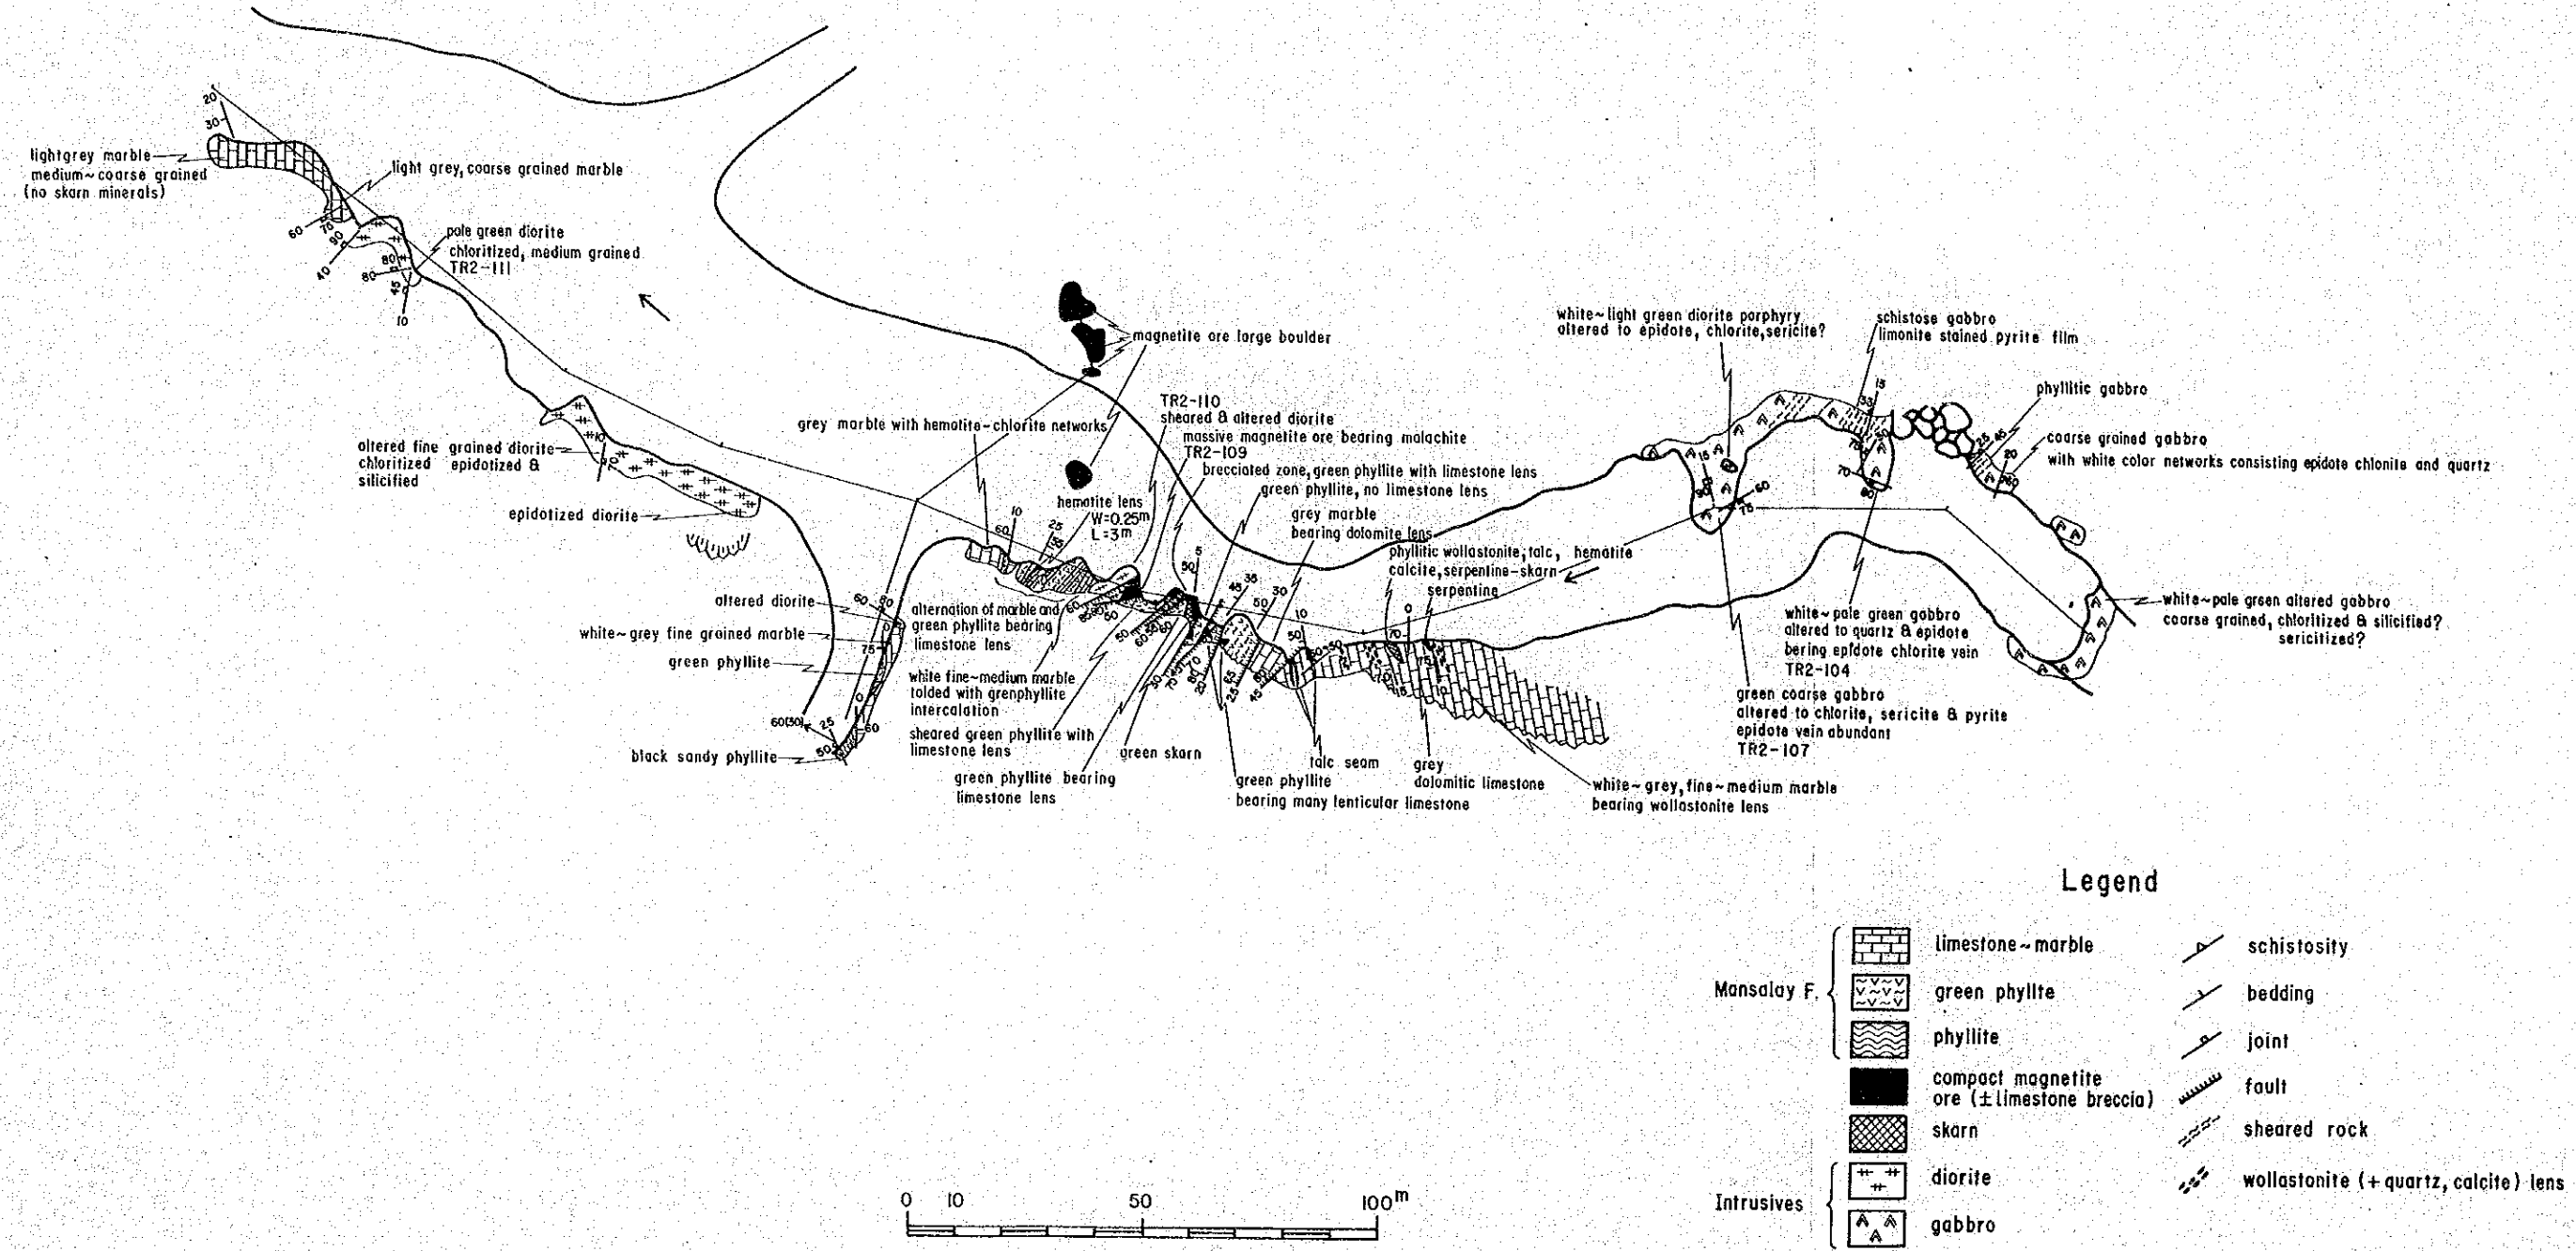 lightgrey marble
medium~coarse grained
(no skarn minerals)
light grey, coarse grained marble
pale green diorite
chloritized, medium grained
TR2-111
magnetite ore large boulder
altered fine grained diorite
chloritized epidotized &
silicified
epidotized diorite
grey marble with hematite-chlorite networks
TR2-110
sheared & altered diorite
massive magnetite ore bearing malachite
TR2-109
brecciated zone, green phyllite with limestone lens
green phyllite, no limestone lens
hematite lens
W=0.25m
L=3m
grey marble
bearing dolomite lens
phyllitic wollastonite, talc, hematite
calcite, serpentine-skarn
serpentine
white~light green diorite porphyry
altered to epidote, chlorite, sericite?
schistose gabbro
limonite stained pyrite film
phyllitic gabbro
coarse grained gabbro
with white color networks consisting epidote chlonite and quartz
altered diorite
white~grey fine grained marble
green phyllite
black sandy phyllite
alternation of marble and
green phyllite bearing
limestone lens
white fine~medium marble
folded with grenphyllite
intercalation
sheared green phyllite with
limestone lens
green phyllite bearing
limestone lens
green skarn
green phyllite
bearing many lenticular limestone
talc seam
grey
dalomitic limestone
white~grey, fine~medium marble
bearing wollastonite lens
white~pale green gabbro
altered to quartz & epidote
bering epidote chlorite vein
TR2-104
green coarse gabbro
altered to chlorite, sericite & pyrite
epidote vein abundant
TR2-107
white~pale green altered gabbro
coarse grained, chloritized & silicified?
sericitized?
Legend
Mansalay F.
limestone~marble
green phyllte
phyllite
compact magnetite
ore (±limestone breccia)
skarn
Intrusives
diorite
gabbro
schistosity
bedding
joint
fault
sheared rock
wollastonite (+quartz, calcite) lens
0 10 50 100m